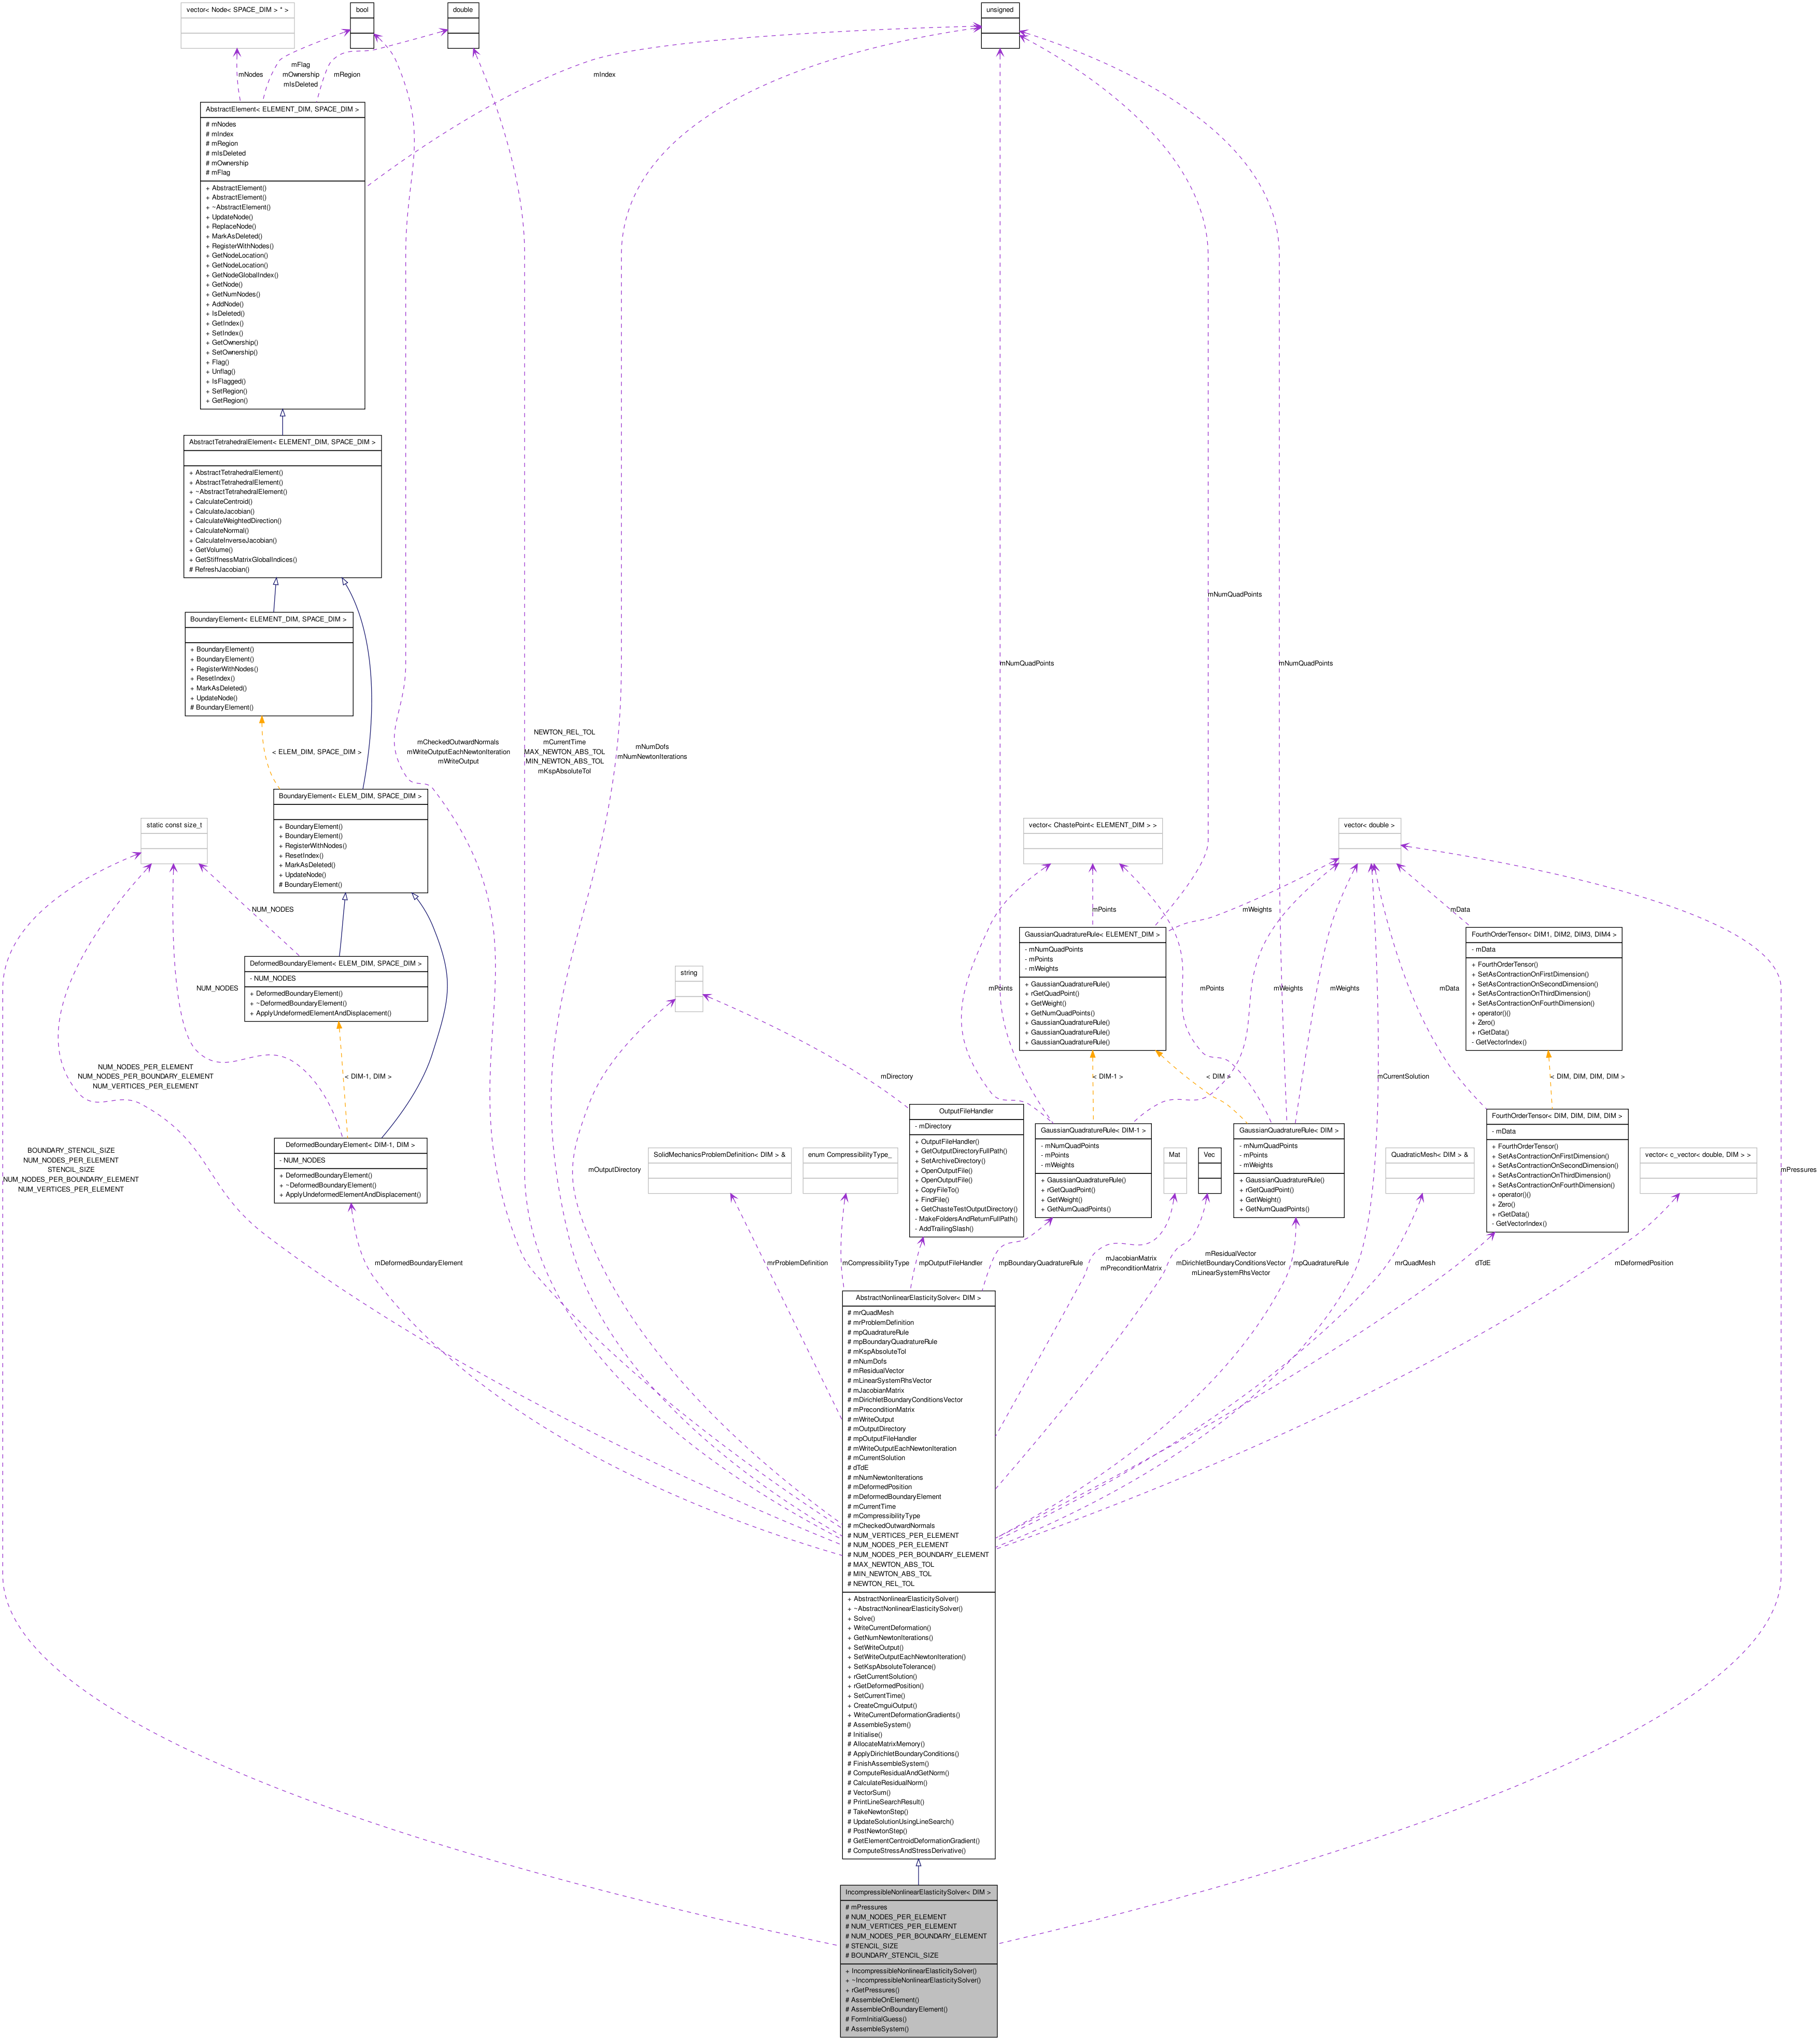 vector< Node< SPACE_DIM > * >
bool
double
unsigned
mNodes
mFlag
mOwnership
mIsDeleted
mRegion
mIndex
AbstractElement< ELEMENT_DIM, SPACE_DIM >
# mNodes
# mIndex
# mRegion
# mIsDeleted
# mOwnership
# mFlag
+ AbstractElement()
+ AbstractElement()
+ ~AbstractElement()
+ UpdateNode()
+ ReplaceNode()
+ MarkAsDeleted()
+ RegisterWithNodes()
+ GetNodeLocation()
+ GetNodeLocation()
+ GetNodeGlobalIndex()
+ GetNode()
+ GetNumNodes()
+ AddNode()
+ IsDeleted()
+ GetIndex()
+ SetIndex()
+ GetOwnership()
+ SetOwnership()
+ Flag()
+ Unflag()
+ IsFlagged()
+ SetRegion()
+ GetRegion()
AbstractTetrahedralElement< ELEMENT_DIM, SPACE_DIM >
+ AbstractTetrahedralElement()
+ AbstractTetrahedralElement()
+ ~AbstractTetrahedralElement()
+ CalculateCentroid()
+ CalculateJacobian()
+ CalculateWeightedDirection()
+ CalculateNormal()
+ CalculateInverseJacobian()
+ GetVolume()
+ GetStiffnessMatrixGlobalIndices()
# RefreshJacobian()
BoundaryElement< ELEMENT_DIM, SPACE_DIM >
+ BoundaryElement()
+ BoundaryElement()
+ RegisterWithNodes()
+ ResetIndex()
+ MarkAsDeleted()
+ UpdateNode()
# BoundaryElement()
mNumQuadPoints
mNumQuadPoints
mNumQuadPoints
< ELEM_DIM, SPACE_DIM >
mCheckedOutwardNormals
mWriteOutputEachNewtonIteration
mWriteOutput
NEWTON_REL_TOL
mCurrentTime
MAX_NEWTON_ABS_TOL
MIN_NEWTON_ABS_TOL
mKspAbsoluteTol
mNumDofs
mNumNewtonIterations
BoundaryElement< ELEM_DIM, SPACE_DIM >
+ BoundaryElement()
+ BoundaryElement()
+ RegisterWithNodes()
+ ResetIndex()
+ MarkAsDeleted()
+ UpdateNode()
# BoundaryElement()
static const size_t
vector< ChastePoint< ELEMENT_DIM > >
vector< double >
NUM_NODES
mPoints
mWeights
mData
DeformedBoundaryElement< ELEM_DIM, SPACE_DIM >
- NUM_NODES
+ DeformedBoundaryElement()
+ ~DeformedBoundaryElement()
+ ApplyUndeformedElementAndDisplacement()
string
GaussianQuadratureRule< ELEMENT_DIM >
- mNumQuadPoints
- mPoints
- mWeights
+ GaussianQuadratureRule()
+ rGetQuadPoint()
+ GetWeight()
+ GetNumQuadPoints()
+ GaussianQuadratureRule()
+ GaussianQuadratureRule()
+ GaussianQuadratureRule()
FourthOrderTensor< DIM1, DIM2, DIM3, DIM4 >
- mData
+ FourthOrderTensor()
+ SetAsContractionOnFirstDimension()
+ SetAsContractionOnSecondDimension()
+ SetAsContractionOnThirdDimension()
+ SetAsContractionOnFourthDimension()
+ operator()()
+ Zero()
+ rGetData()
- GetVectorIndex()
NUM_NODES
mPoints
mPoints
mWeights
mWeights
mData
NUM_NODES_PER_ELEMENT
NUM_NODES_PER_BOUNDARY_ELEMENT
NUM_VERTICES_PER_ELEMENT
< DIM-1, DIM >
mDirectory
< DIM-1 >
< DIM >
mCurrentSolution
< DIM, DIM, DIM, DIM >
BOUNDARY_STENCIL_SIZE
NUM_NODES_PER_ELEMENT
STENCIL_SIZE
NUM_NODES_PER_BOUNDARY_ELEMENT
NUM_VERTICES_PER_ELEMENT
DeformedBoundaryElement< DIM-1, DIM >
- NUM_NODES
+ DeformedBoundaryElement()
+ ~DeformedBoundaryElement()
+ ApplyUndeformedElementAndDisplacement()
mOutputDirectory
SolidMechanicsProblemDefinition< DIM > &
enum CompressibilityType_
OutputFileHandler
- mDirectory
+ OutputFileHandler()
+ GetOutputDirectoryFullPath()
+ SetArchiveDirectory()
+ OpenOutputFile()
+ OpenOutputFile()
+ CopyFileTo()
+ FindFile()
+ GetChasteTestOutputDirectory()
- MakeFoldersAndReturnFullPath()
- AddTrailingSlash()
GaussianQuadratureRule< DIM-1 >
- mNumQuadPoints
- mPoints
- mWeights
+ GaussianQuadratureRule()
+ rGetQuadPoint()
+ GetWeight()
+ GetNumQuadPoints()
Mat
Vec
GaussianQuadratureRule< DIM >
- mNumQuadPoints
- mPoints
- mWeights
+ GaussianQuadratureRule()
+ rGetQuadPoint()
+ GetWeight()
+ GetNumQuadPoints()
QuadraticMesh< DIM > &
FourthOrderTensor< DIM, DIM, DIM, DIM >
- mData
+ FourthOrderTensor()
+ SetAsContractionOnFirstDimension()
+ SetAsContractionOnSecondDimension()
+ SetAsContractionOnThirdDimension()
+ SetAsContractionOnFourthDimension()
+ operator()()
+ Zero()
+ rGetData()
- GetVectorIndex()
vector< c_vector< double, DIM > >
mPressures
mDeformedBoundaryElement
mrProblemDefinition
mCompressibilityType
mpOutputFileHandler
mpBoundaryQuadratureRule
mJacobianMatrix
mPreconditionMatrix
mResidualVector
mDirichletBoundaryConditionsVector
mLinearSystemRhsVector
mpQuadratureRule
mrQuadMesh
dTdE
mDeformedPosition
AbstractNonlinearElasticitySolver< DIM >
# mrQuadMesh
# mrProblemDefinition
# mpQuadratureRule
# mpBoundaryQuadratureRule
# mKspAbsoluteTol
# mNumDofs
# mResidualVector
# mLinearSystemRhsVector
# mJacobianMatrix
# mDirichletBoundaryConditionsVector
# mPreconditionMatrix
# mWriteOutput
# mOutputDirectory
# mpOutputFileHandler
# mWriteOutputEachNewtonIteration
# mCurrentSolution
# dTdE
# mNumNewtonIterations
# mDeformedPosition
# mDeformedBoundaryElement
# mCurrentTime
# mCompressibilityType
# mCheckedOutwardNormals
# NUM_VERTICES_PER_ELEMENT
# NUM_NODES_PER_ELEMENT
# NUM_NODES_PER_BOUNDARY_ELEMENT
# MAX_NEWTON_ABS_TOL
# MIN_NEWTON_ABS_TOL
# NEWTON_REL_TOL
+ AbstractNonlinearElasticitySolver()
+ ~AbstractNonlinearElasticitySolver()
+ Solve()
+ WriteCurrentDeformation()
+ GetNumNewtonIterations()
+ SetWriteOutput()
+ SetWriteOutputEachNewtonIteration()
+ SetKspAbsoluteTolerance()
+ rGetCurrentSolution()
+ rGetDeformedPosition()
+ SetCurrentTime()
+ CreateCmguiOutput()
+ WriteCurrentDeformationGradients()
# AssembleSystem()
# Initialise()
# AllocateMatrixMemory()
# ApplyDirichletBoundaryConditions()
# FinishAssembleSystem()
# ComputeResidualAndGetNorm()
# CalculateResidualNorm()
# VectorSum()
# PrintLineSearchResult()
# TakeNewtonStep()
# UpdateSolutionUsingLineSearch()
# PostNewtonStep()
# GetElementCentroidDeformationGradient()
# ComputeStressAndStressDerivative()
IncompressibleNonlinearElasticitySolver< DIM >
# mPressures
# NUM_NODES_PER_ELEMENT
# NUM_VERTICES_PER_ELEMENT
# NUM_NODES_PER_BOUNDARY_ELEMENT
# STENCIL_SIZE
# BOUNDARY_STENCIL_SIZE
+ IncompressibleNonlinearElasticitySolver()
+ ~IncompressibleNonlinearElasticitySolver()
+ rGetPressures()
# AssembleOnElement()
# AssembleOnBoundaryElement()
# FormInitialGuess()
# AssembleSystem()